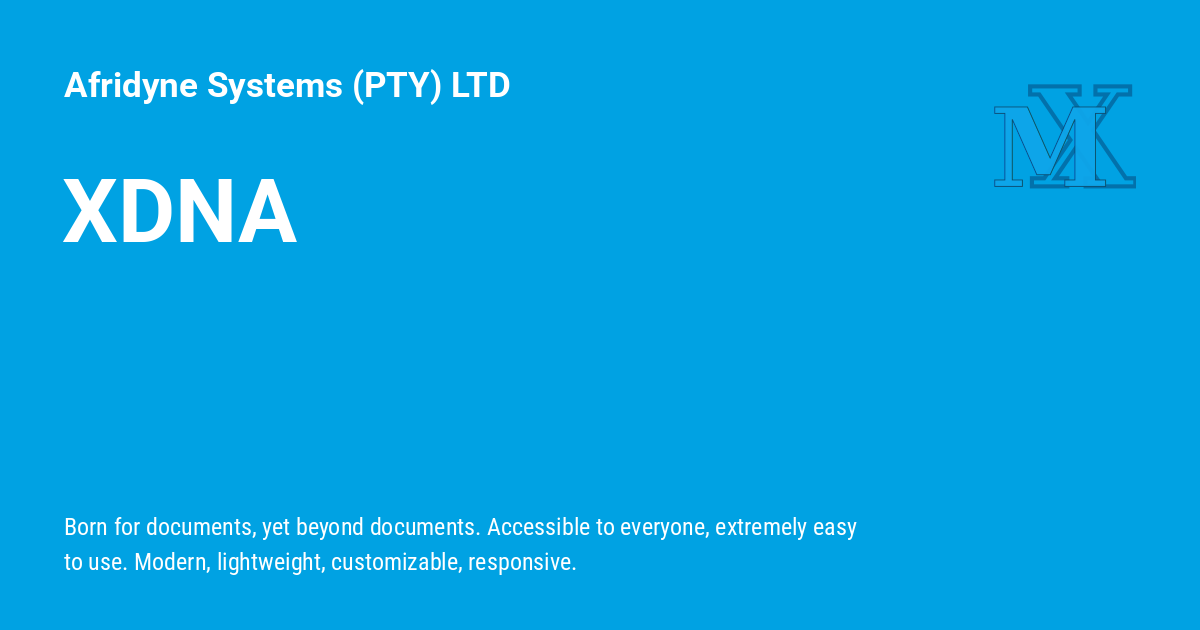 Afridyne Systems (PTY) LTD
MX
XDNA
Born for documents, yet beyond documents. Accessible to everyone, extremely easy
to use. Modern, lightweight, customizable, responsive.